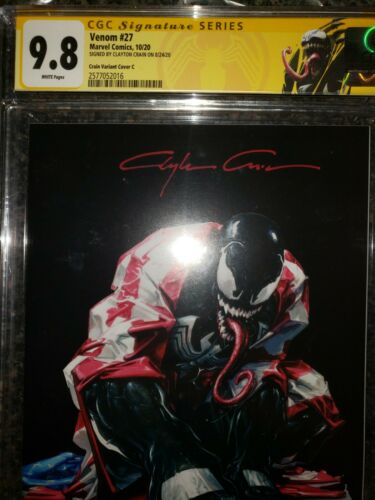 CGC Signature SERIES
9.8
WHITE Pages
Venom #27
Marvel Comics, 10/20
SIGNED BY CLAYTON CRAIN ON 8/24/20
Crain Variant Cover C
2577052016